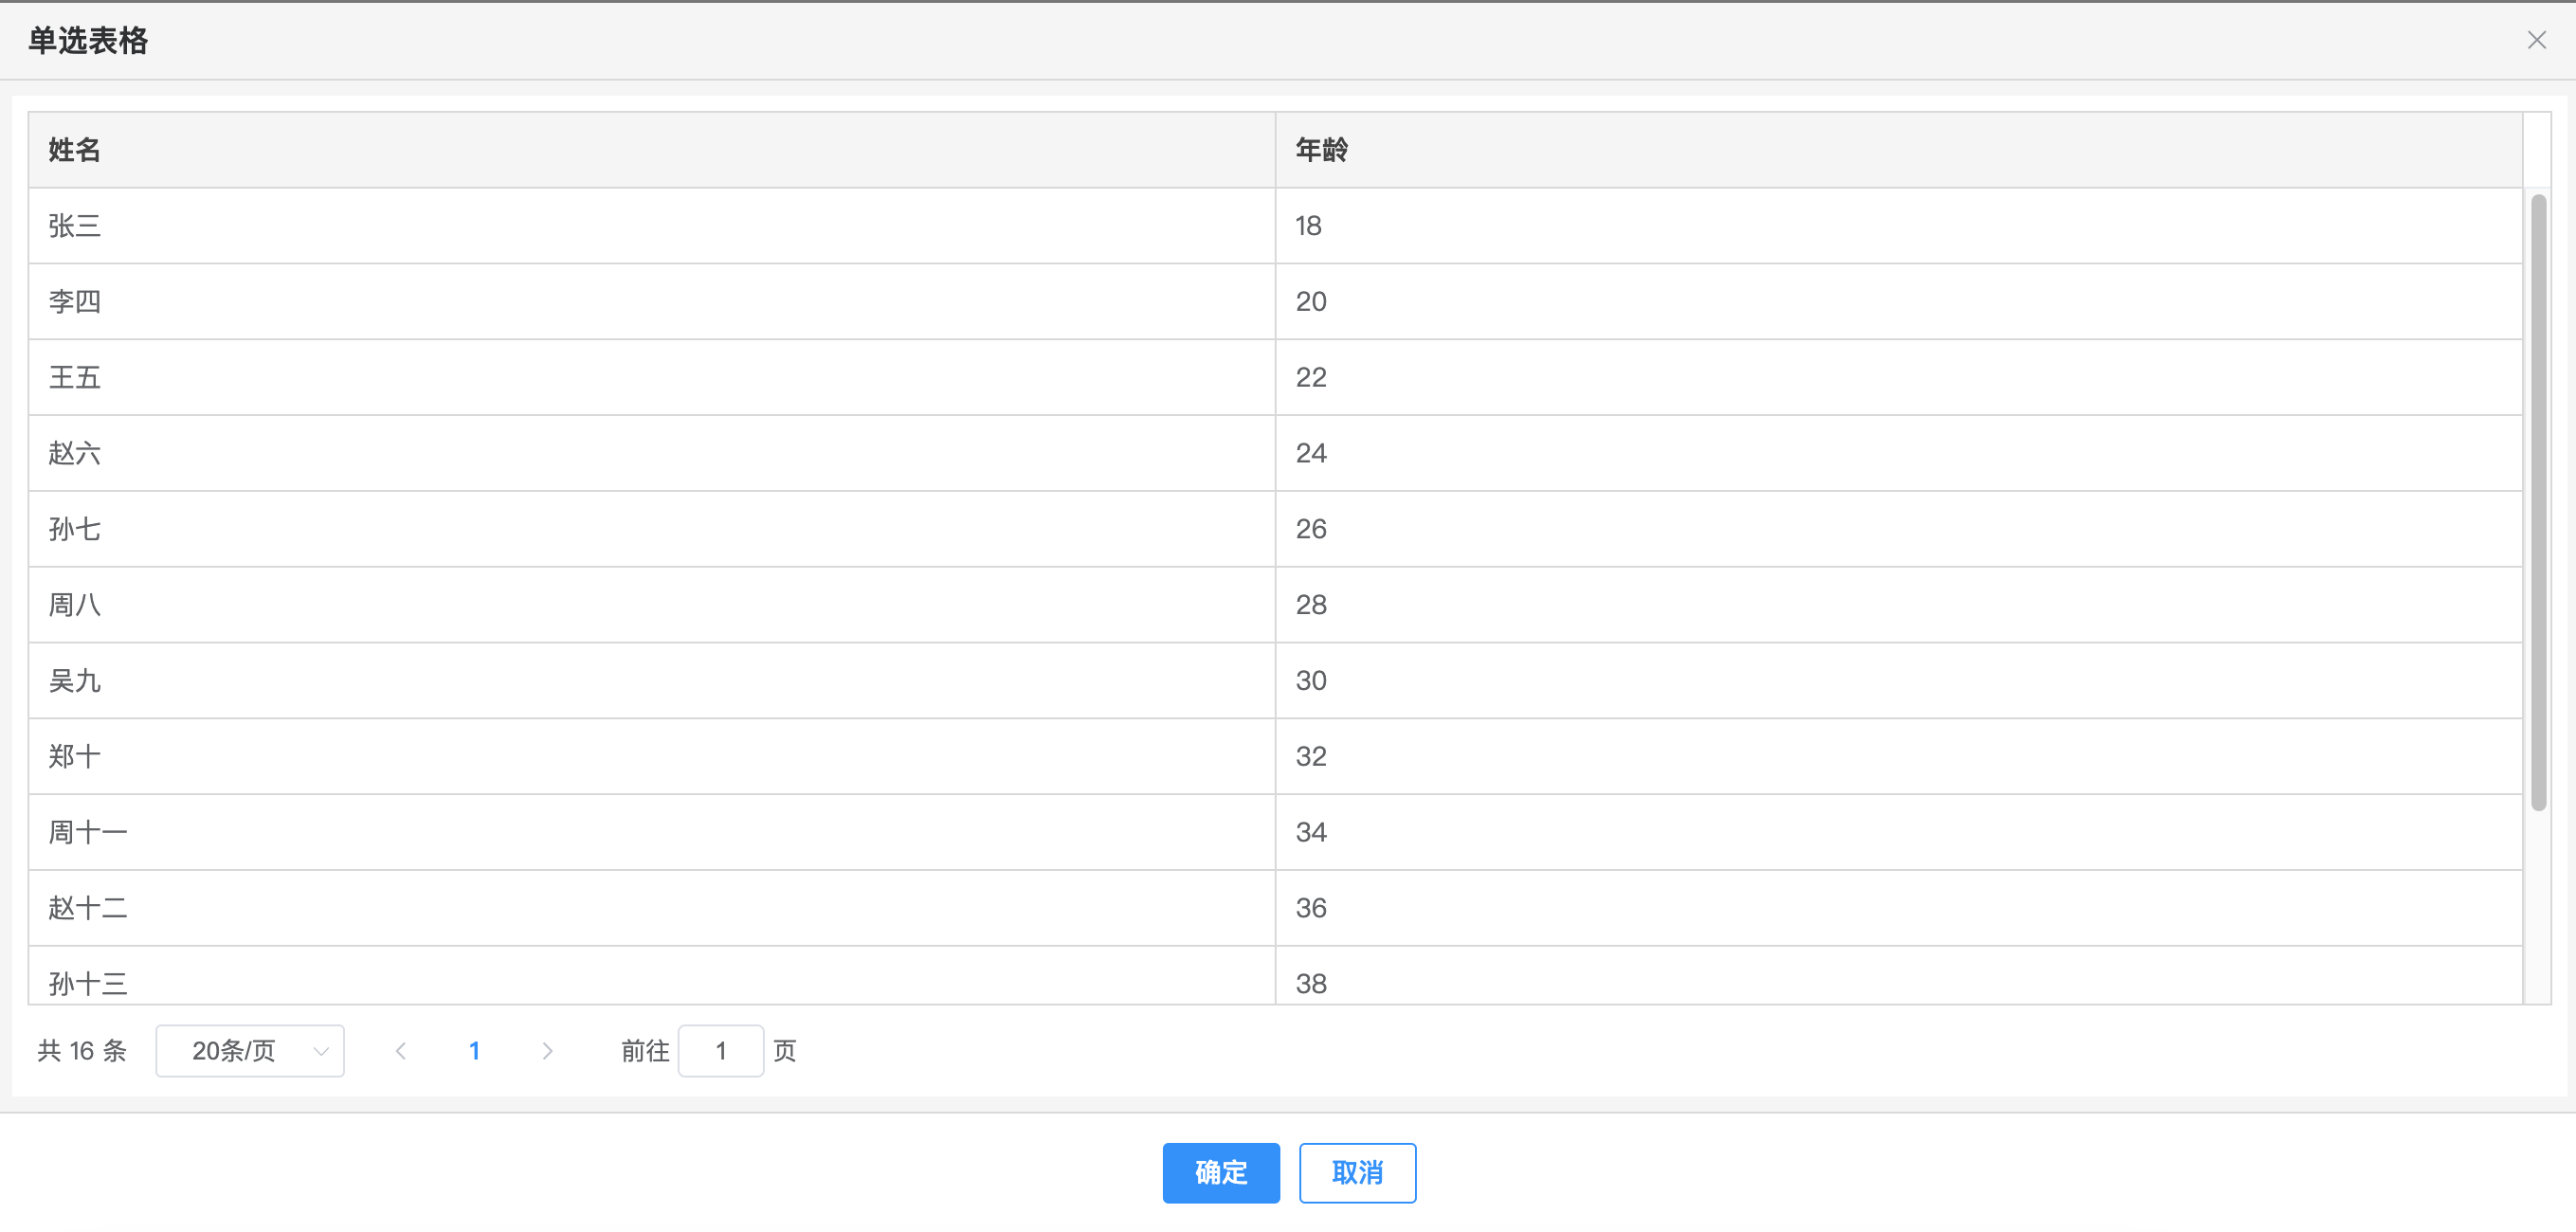 单选表格
姓名 年龄
张三 18
李四 20
王五 22
赵六 24
孙七 26
周八 28
吴九 30
郑十 32
周十一 34
赵十二 36
孙十三 38
共 16 条 20条/页 1 前往 1 页
确定 取消